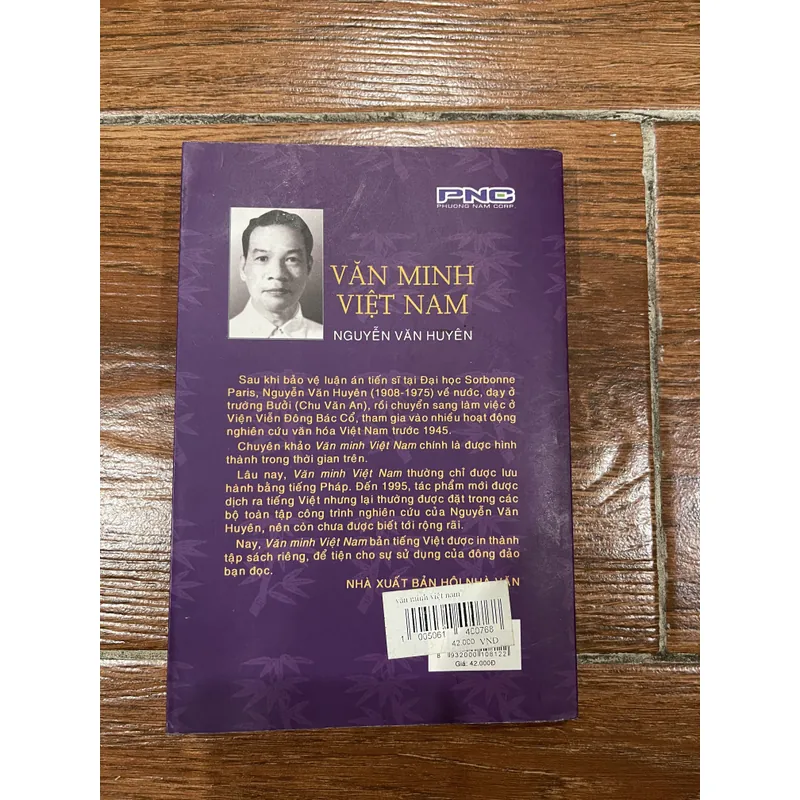 PNC
PHUONG NAM CORP.
VĂN MINH
VIỆT NAM
NGUYỄN VĂN HUYÊN
Sau khi bảo vệ luận án tiến sĩ tại Đại học Sorbonne
Paris, Nguyễn Văn Huyên (1908-1975) về nước, dạy ở
trường Bưởi (Chu Văn An), rồi chuyển sang làm việc ở
Viện Viễn Đông Bác Cổ, tham gia vào nhiều hoạt động
nghiên cứu văn hóa Việt Nam trước 1945.
Chuyên khảo Văn minh Việt Nam chính là được hình
thành trong thời gian trên.
Lâu nay, Văn minh Việt Nam thường chỉ được lưu
hành bằng tiếng Pháp. Đến 1995, tác phẩm mới được
dịch ra tiếng Việt nhưng lại thường được đặt trong các
bộ toàn tập công trình nghiên cứu của Nguyễn Văn
Huyên, nên còn chưa được biết tới rộng rãi.
Nay, Văn minh Việt Nam bản tiếng Việt được in thành
tập sách riêng, để tiện cho sự sử dụng của đông đảo
bạn đọc.
NHÀ XUẤT BẢN HỘI NHÀ VĂN
văn minh việt nam
1 005061 400768
42.000 VND
8 932000 108122
Giá: 42.000Đ